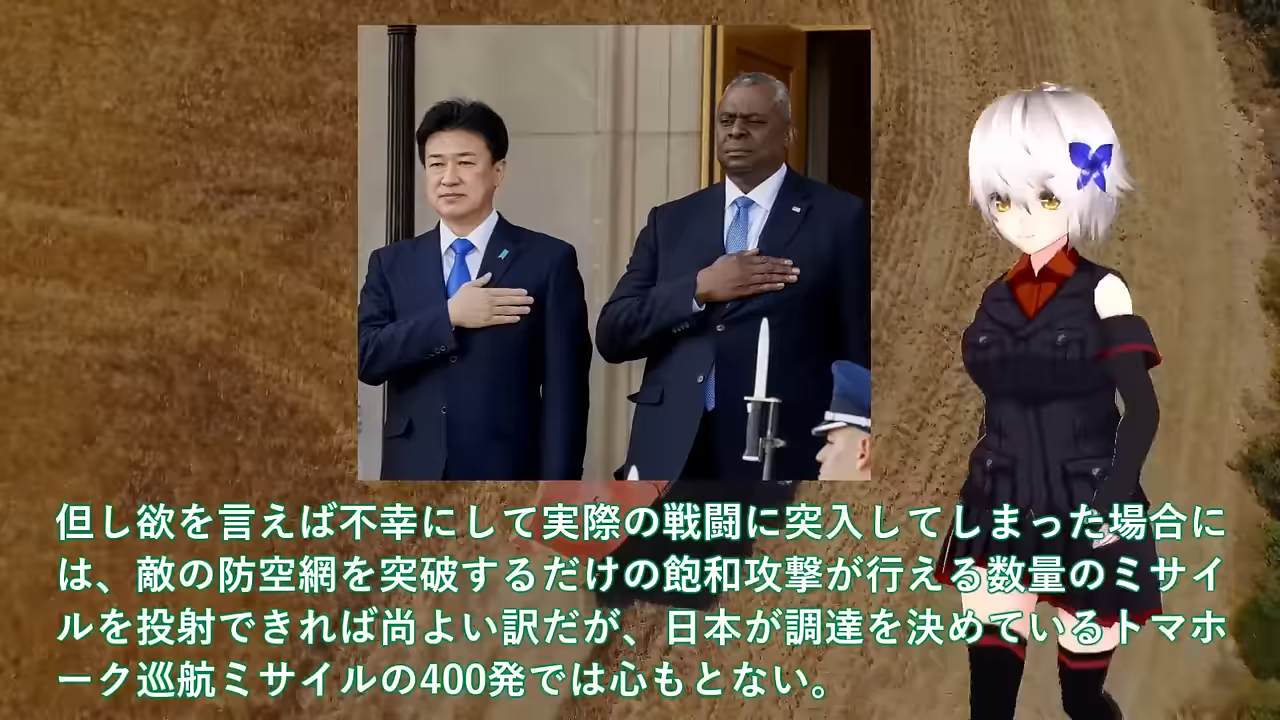 但し欲を言えば不幸にして実際の戦闘に突入してしまった場合に
は、敵の防空網を突破するだけの飽和攻撃が行える数量のミサイ
ルを投射できれば尚よい訳だが、日本が調達を決めているトマホ
ーク巡航ミサイルの400発では心もとない。